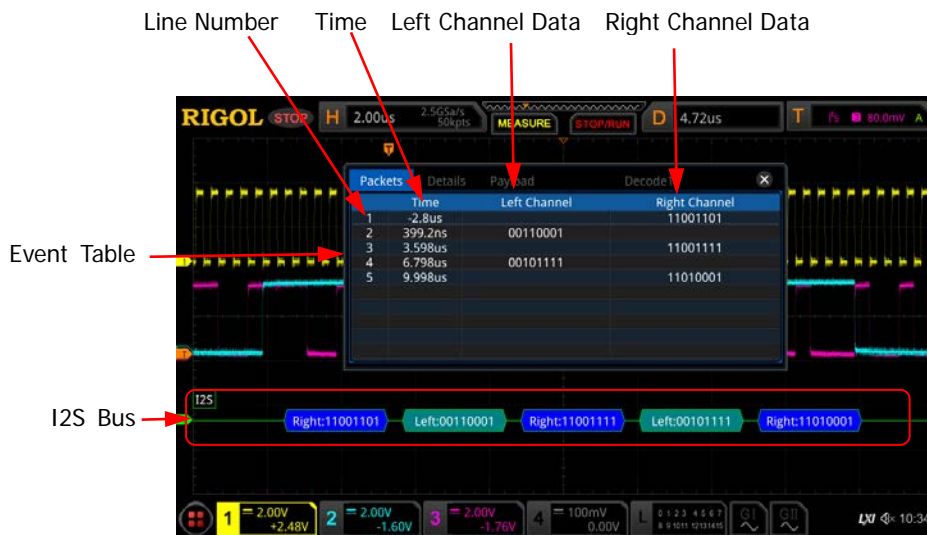 Line Number Time Left Channel Data Right Channel Data
RIGOL STOP H 2.00us 2.5GSa/s 50kpts MEASURE STOP/RUN D 4.72us T 80.0mV A
T
Packets Details Payload Decode1
Time Left Channel Right Channel
1 -2.8us 11001101
2 399.2ns 00110001
3 3.598us 11001111
4 6.798us 00101111
5 9.998us 11010001
Event Table
T
I2S
I2S Bus
Right:11001101 Left:00110001 Right:11001111 Left:00101111 Right:11010001
1 2.00V +2.48V 2 2.00V -1.60V 3 2.00V -1.76V 4 100mV 0.00V L 0 1 2 3 4 5 6 7 8 9 10 11 12 13 14 15 GI GII LXI 10:34